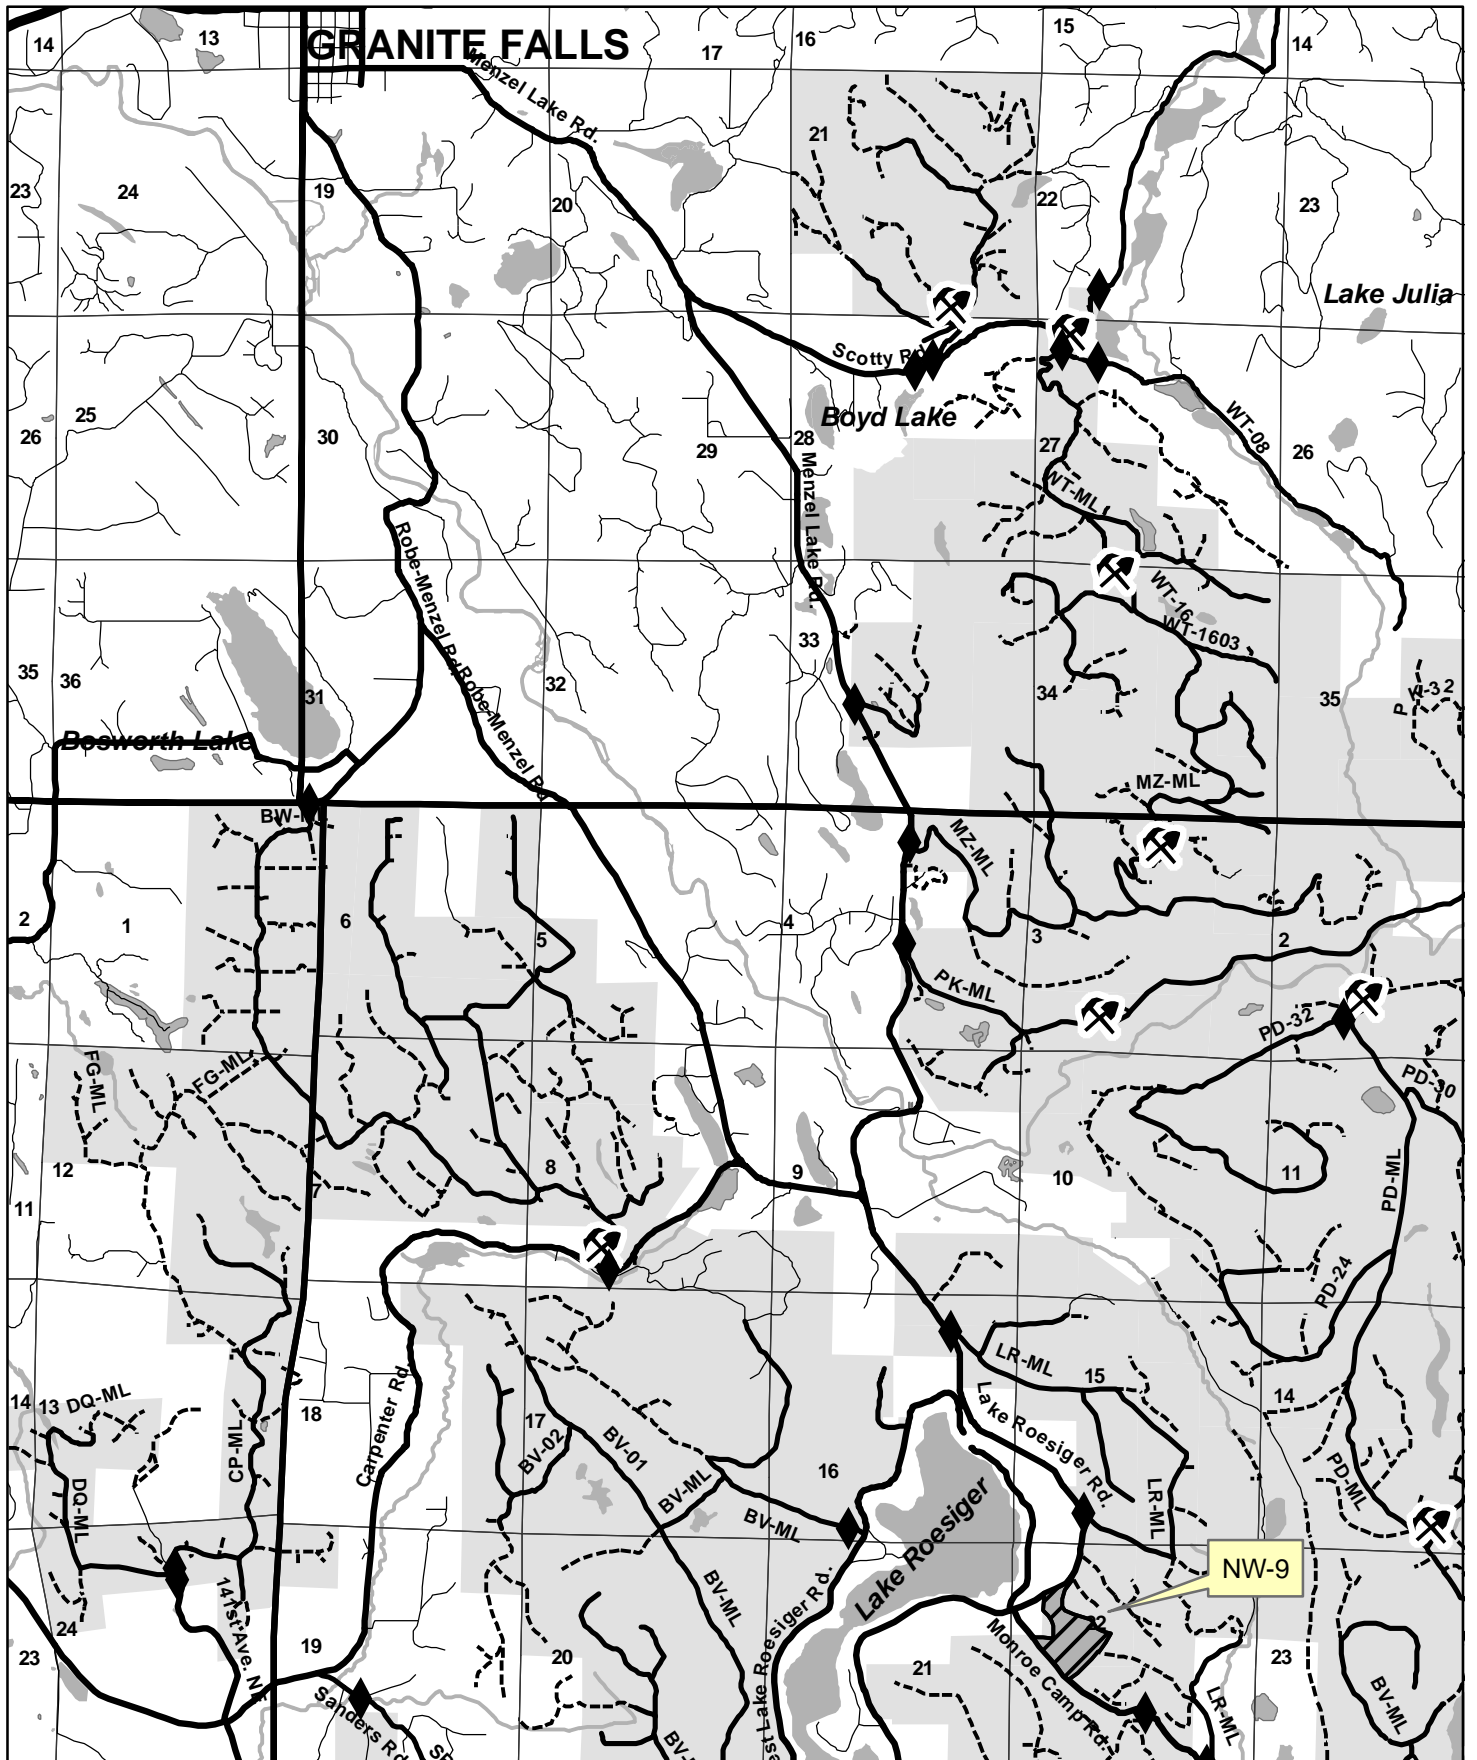 14
13
GRANITE FALLS
17
16
15
14
Menzel Lake Rd.
21
23
24
19
20
22
23
Lake Julia
Scotty Rd.
Boyd Lake
26
25
30
29
28
27
WT-08
26
Menzel Lake Rd.
WT-ML
Robe-Menzel Rd.
WT-16
WT-1603
33
35
36
31
32
34
35
PK-32
Robe-Menzel Rd
Bosworth Lake
MZ-ML
BW-ML
MZ-ML
2
1
6
5
4
3
2
PK-ML
PD-32
FG-ML
FG-ML
PD-30
12
7
8
9
10
11
11
PD-ML
PD-24
LR-ML
15
14
14
13
DQ-ML
18
17
Carpenter Rd.
CP-ML
BV-02
BV-01
Lake Roesiger Rd.
16
BV-ML
PD-ML
DQ-ML
BV-ML
LR-ML
Lake Roesiger
NW-9
BV-ML
141st Ave. NE
24
23
19
20
21
23
Monroe Camp Rd.
Lake Roesiger Rd.
LR-ML
BV-ML
Sanders Rd.